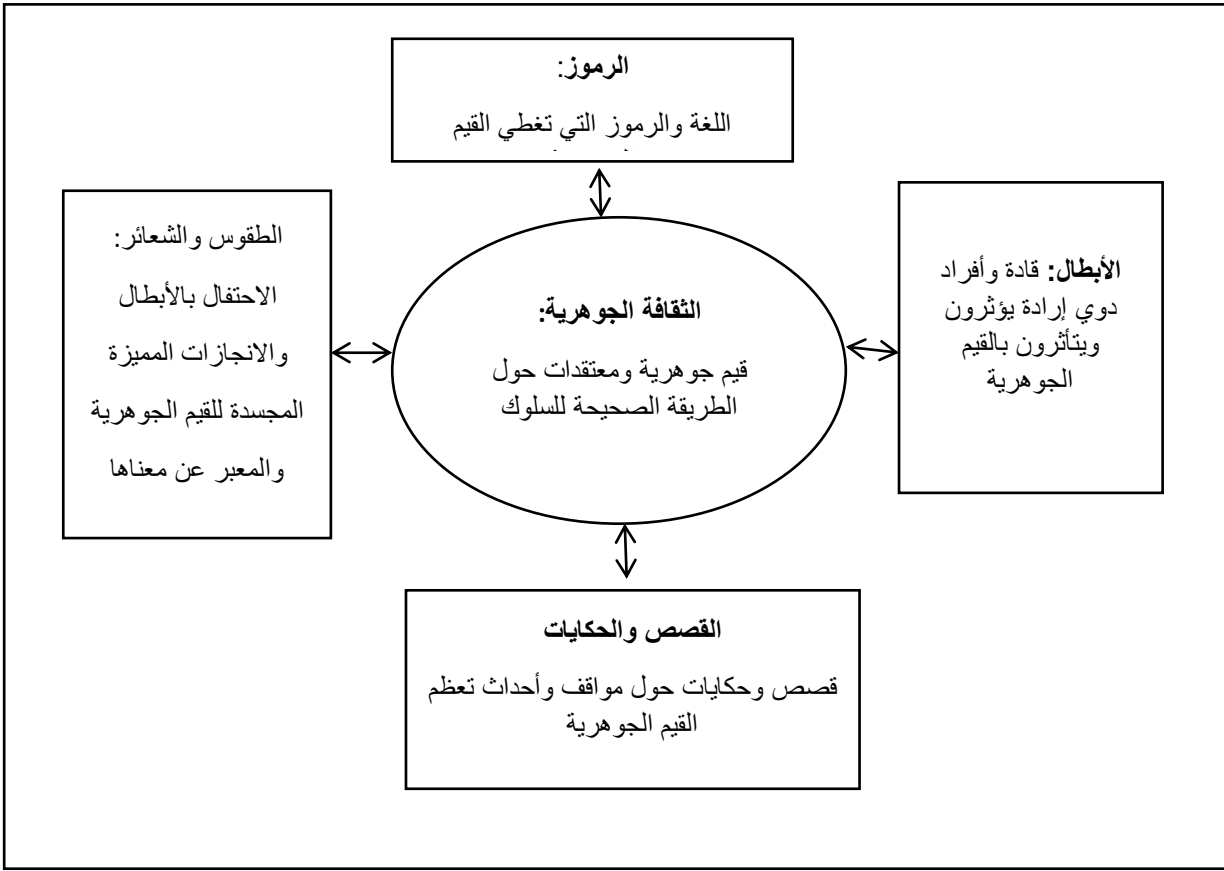 الرموز:
اللغة والرموز التي تغطي القيم
الطقوس والشعائر:
الاحتفال بالأبطال
والانجازات المميزة
المجسدة للقيم الجوهرية
والمعبر عن معناها
الثقافة الجوهرية:
قيم جوهرية ومعتقدات حول
الطريقة الصحيحة للسلوك
الأبطال: قادة وأفراد
دوي إرادة يؤثرون
ويتأثرون بالقيم
الجوهرية
القصص والحكايات
قصص وحكايات حول مواقف وأحداث تعظم
القيم الجوهرية